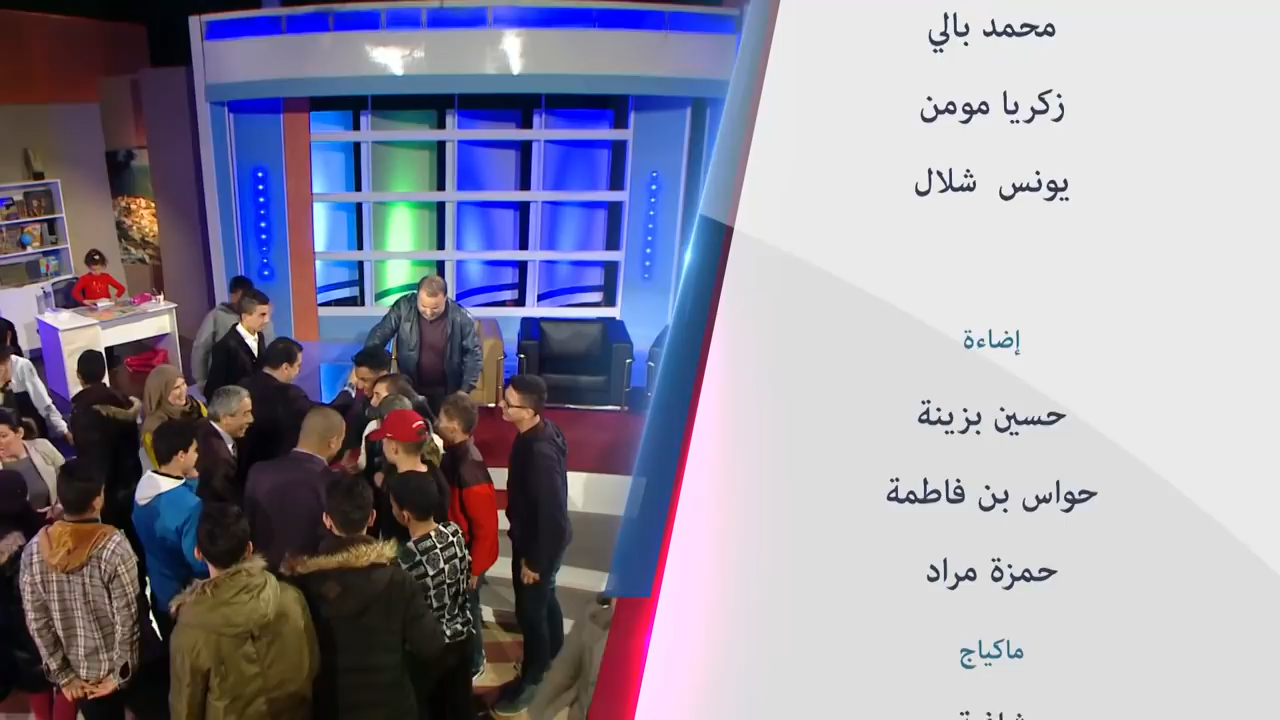 محمد بالي
زكريا مومن
يونس شلال
إضاءة
حسين بزينة
حواس بن فاطمة
حمزة مراد
ماكياج